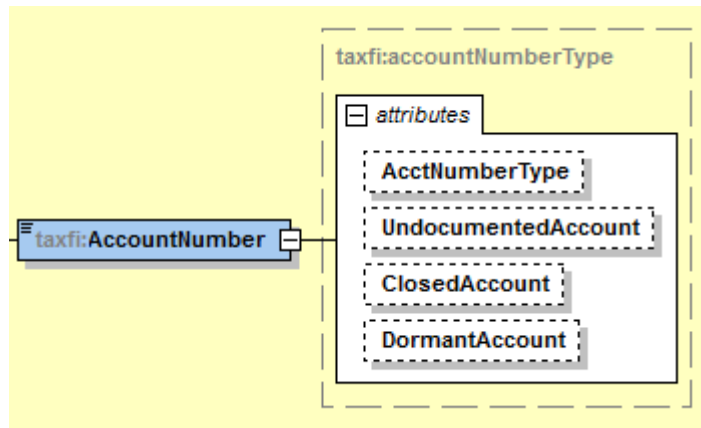 taxfi:accountNumberType
attributes
AcctNumberType
UndocumentedAccount
taxfi:AccountNumber
ClosedAccount
DormantAccount